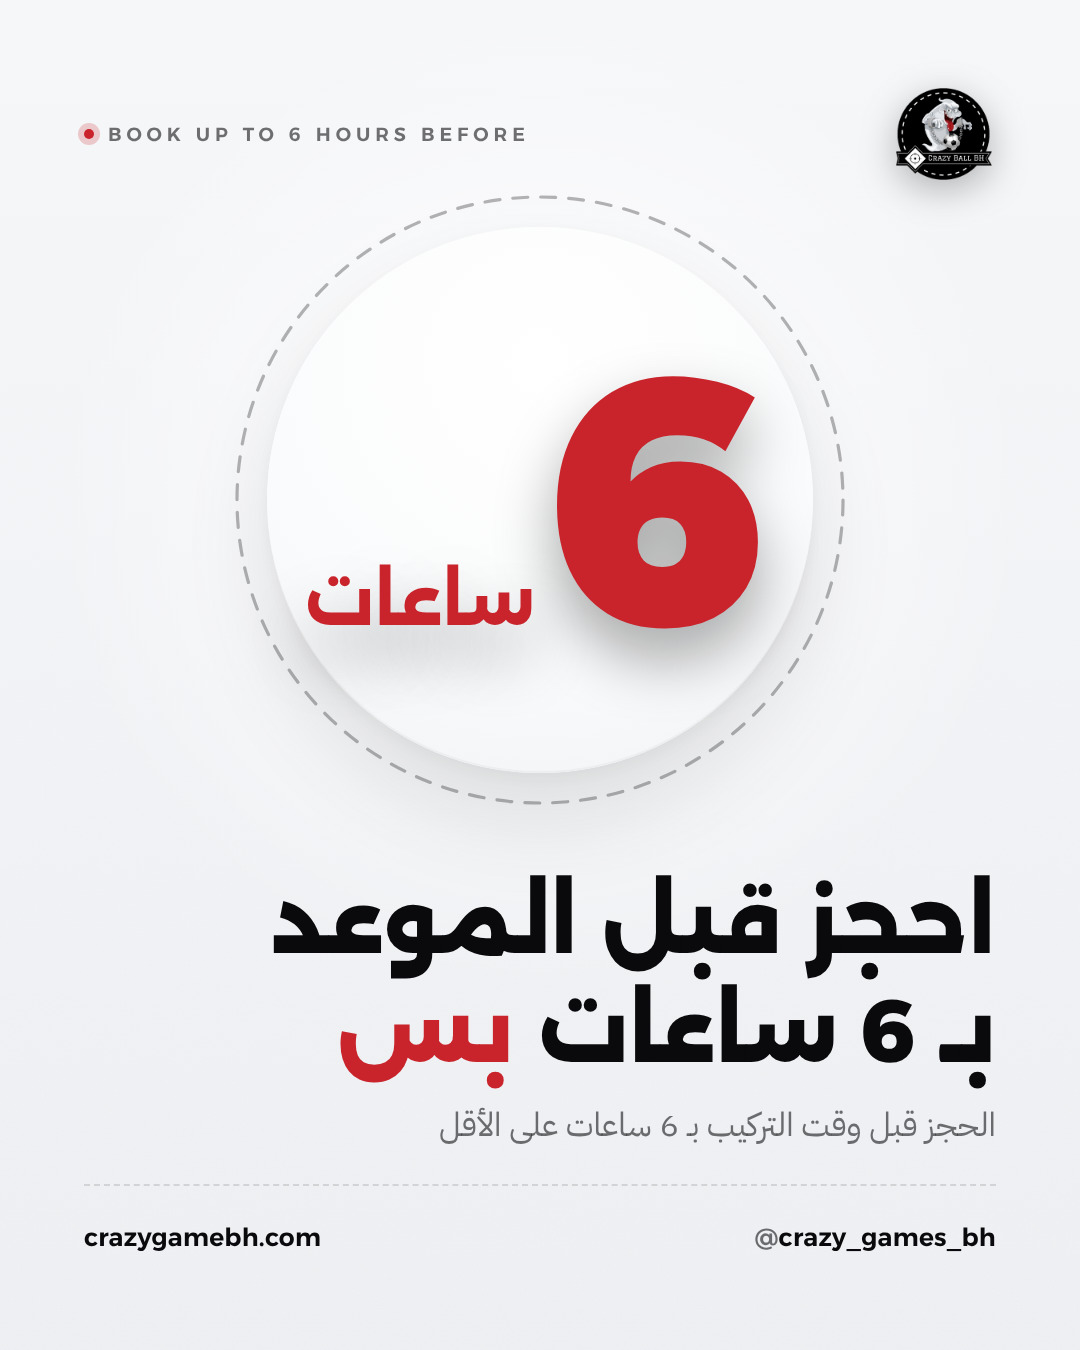 BOOK UP TO 6 HOURS BEFORE
CRAZY BALL BH
6 ساعات
احجز قبل الموعد
بـ 6 ساعات بس
الحجز قبل وقت التركيب بـ 6 ساعات على الأقل
crazygamebh.com
@crazy_games_bh